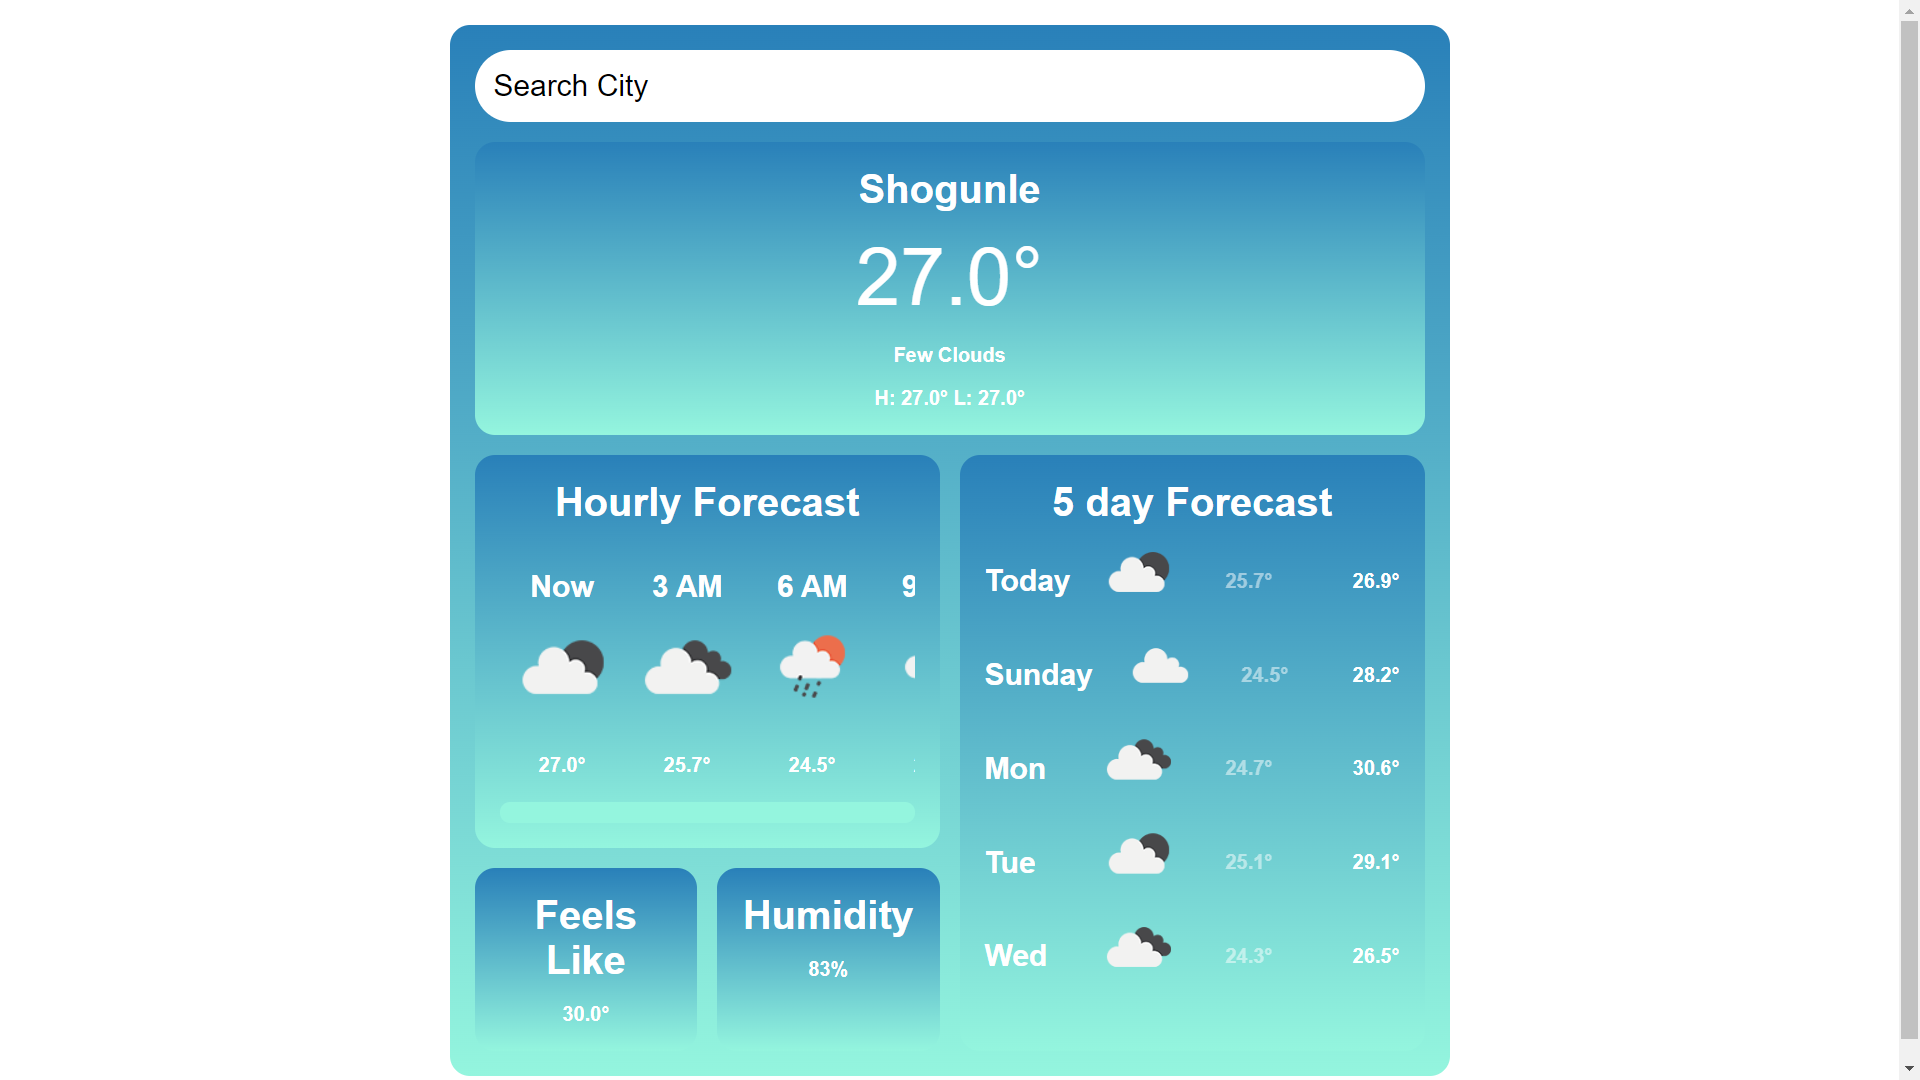 Search City
Shogunle
27.0°
Few Clouds
H: 27.0° L: 27.0°
Hourly Forecast
Now 3 AM 6 AM 9
27.0° 25.7° 24.5°
5 day Forecast
Today 25.7° 26.9°
Sunday 24.5° 28.2°
Mon 24.7° 30.6°
Tue 25.1° 29.1°
Wed 24.3° 26.5°
Feels
Like
30.0°
Humidity
83%